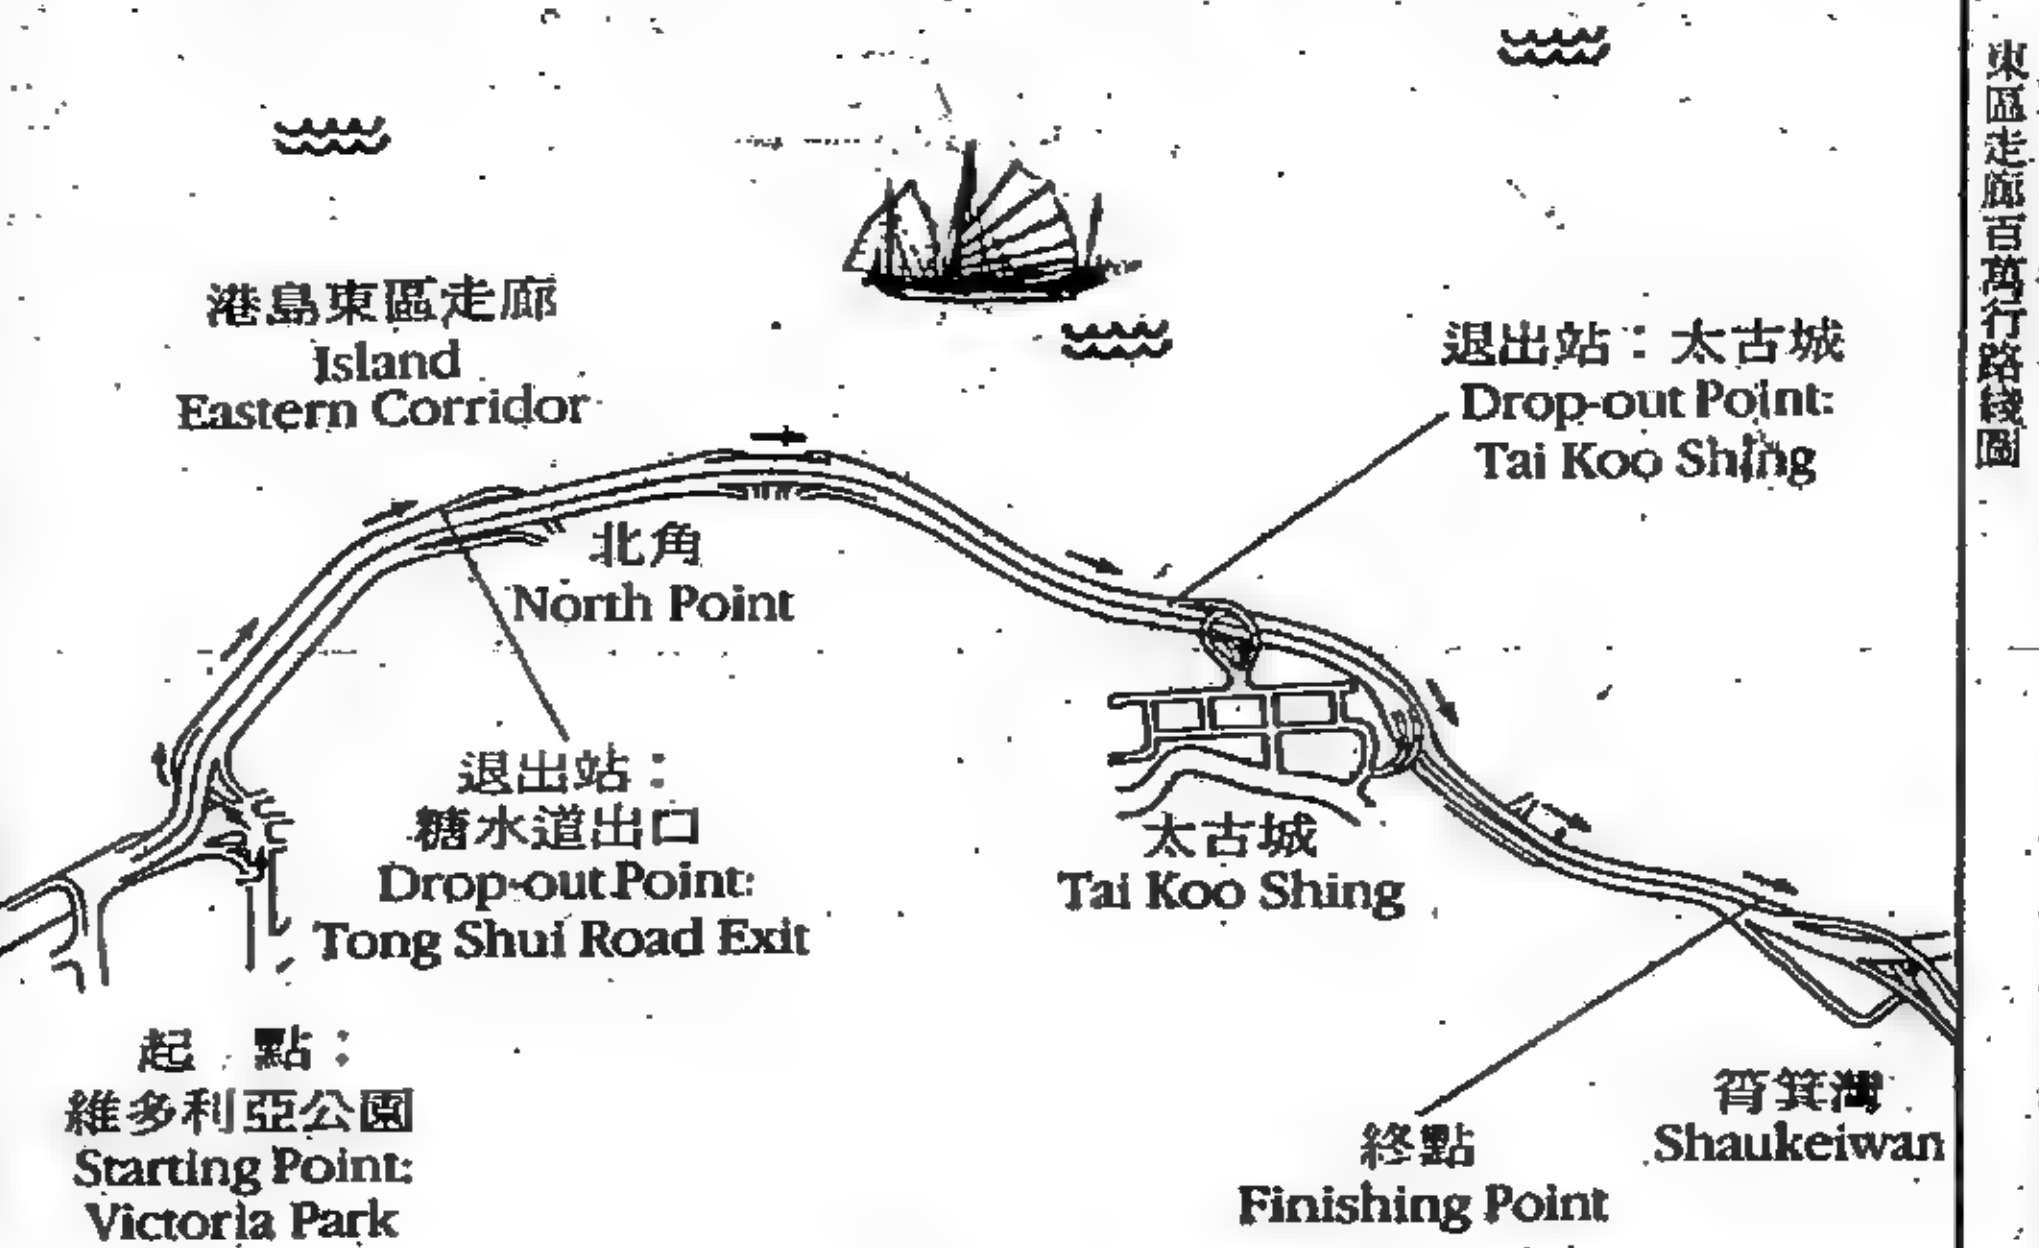 東區走廊百萬行路綫圖
港島東區走廊
Island
Eastern Corridor
退出站：太古城
Drop-out Point:
Tai Koo Shing
北角
North Point
退出站：
糖水道出口
Drop-out Point:
Tong Shui Road Exit
太古城
Tai Koo Shing
起 點：
維多利亞公園
Starting Point:
Victoria Park
終點
Finishing Point
筲箕灣
Shaukeiwan